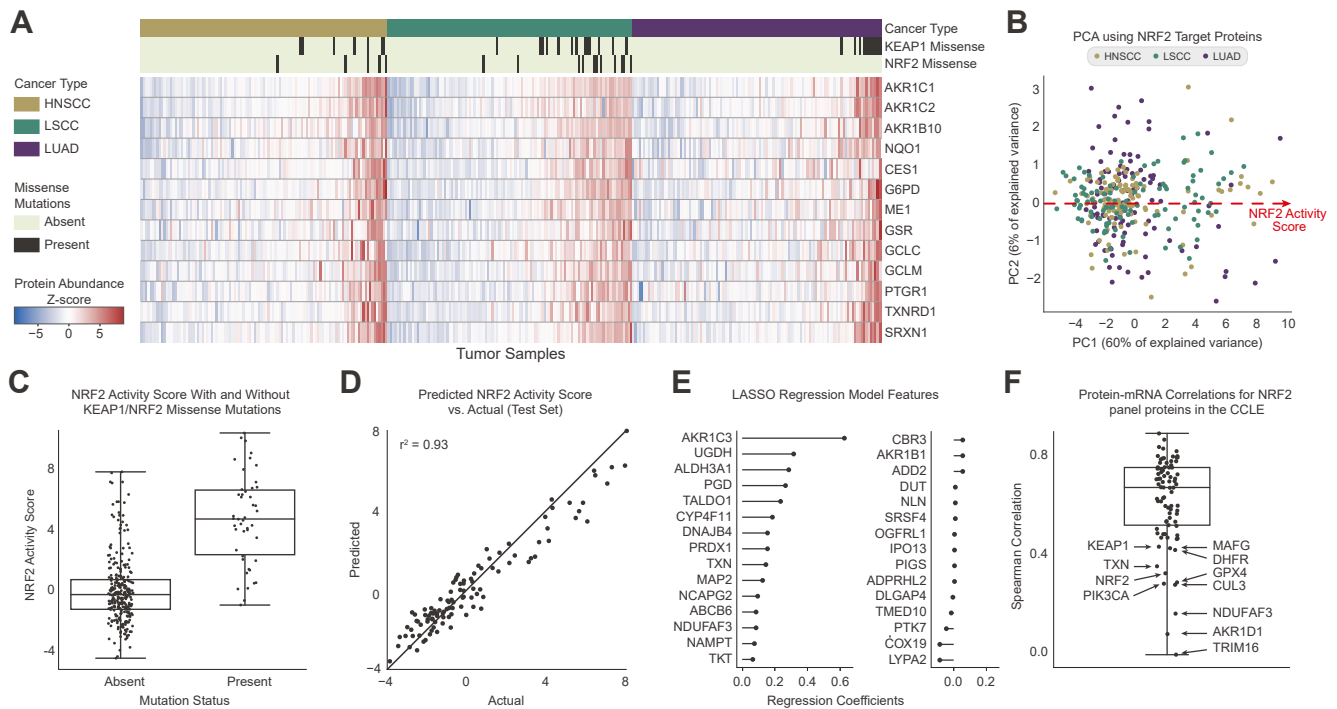 A
Cancer Type
KEAP1 Missense
NRF2 Missense
Cancer Type
HNSCC
LSCC
LUAD
Missense
Mutations
Absent
Present
Protein Abundance
Z-score
−5 0 5
AKR1C1
AKR1C2
AKR1B10
NQO1
CES1
G6PD
ME1
GSR
GCLC
GCLM
PTGR1
TXNRD1
SRXN1
Tumor Samples
B
PCA using NRF2 Target Proteins
HNSCC LSCC LUAD
PC2 (6% of explained variance)
3
2
1
0
−1
−2
NRF2 Activity
Score
−4 −2 0 2 4 6 8 10
PC1 (60% of explained variance)
C
NRF2 Activity Score With and Without
KEAP1/NRF2 Missense Mutations
NRF2 Activity Score
8
4
0
-4
Absent Present
Mutation Status
D
Predicted NRF2 Activity Score
vs. Actual (Test Set)
r² = 0.93
Predicted
8
4
0
−4
−4 0 4 8
Actual
E
LASSO Regression Model Features
AKR1C3
UGDH
ALDH3A1
PGD
TALDO1
CYP4F11
DNAJB4
PRDX1
TXN
MAP2
NCAPG2
ABCB6
NDUFAF3
NAMPT
TKT
0.0 0.2 0.4 0.6
CBR3
AKR1B1
ADD2
DUT
NLN
SRSF4
OGFRL1
IPO13
PIGS
ADPRHL2
DLGAP4
TMED10
PTK7
COX19
LYPA2
0.0 0.2
Regression Coefficients
F
Protein-mRNA Correlations for NRF2
panel proteins in the CCLE
Spearman Correlation
0.8
0.4
0.0
KEAP1
TXN
NRF2
PIK3CA
MAFG
DHFR
GPX4
CUL3
NDUFAF3
AKR1D1
TRIM16